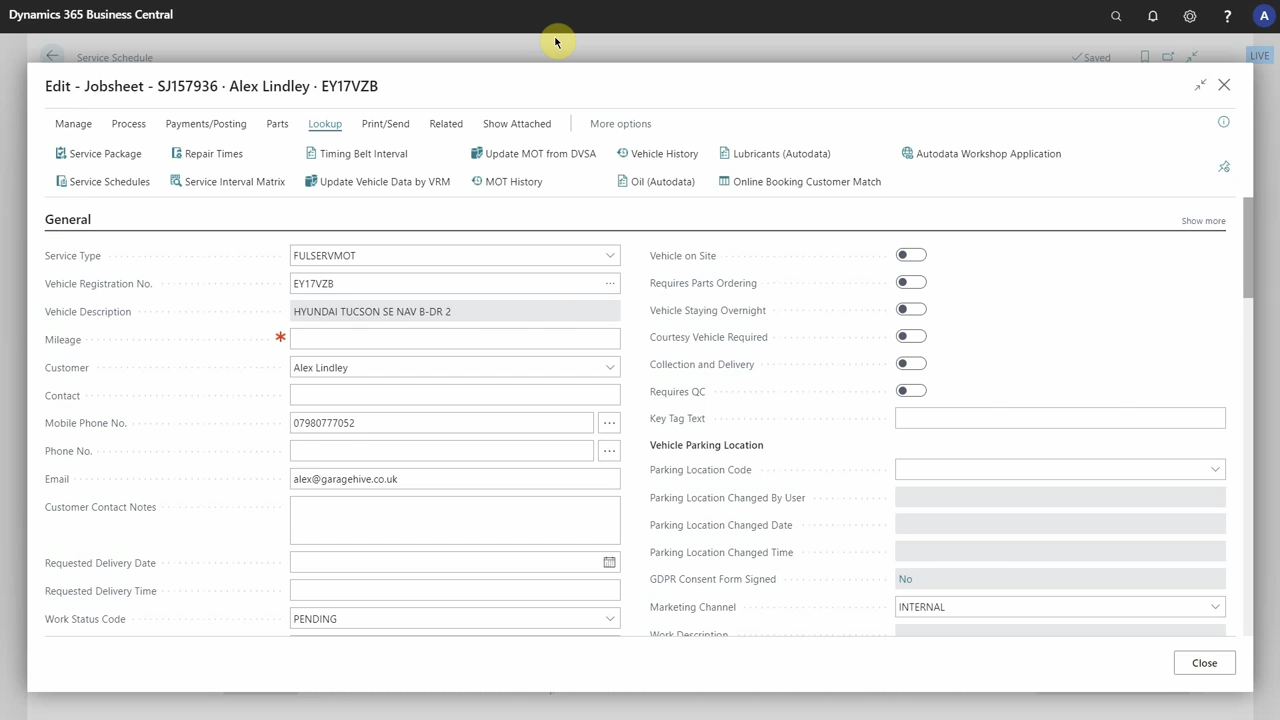 Dynamics 365 Business Central
A
Service Schedule
Saved
LIVE
Edit - Jobsheet - SJ157936 · Alex Lindley · EY17VZB
Manage Process Payments/Posting Parts Lookup Print/Send Related Show Attached More options
Service Package Repair Times Timing Belt Interval Update MOT from DVSA Vehicle History Lubricants (Autodata) Autodata Workshop Application
Service Schedules Service Interval Matrix Update Vehicle Data by VRM MOT History Oil (Autodata) Online Booking Customer Match
General
Show more
Service Type FULSERVMOT
Vehicle Registration No. EY17VZB
Vehicle Description HYUNDAI TUCSON SE NAV B-DR 2
Mileage *
Customer Alex Lindley
Contact
Mobile Phone No. 07980777052
Phone No.
Email alex@garagehive.co.uk
Customer Contact Notes
Requested Delivery Date
Requested Delivery Time
Work Status Code PENDING
Vehicle on Site
Requires Parts Ordering
Vehicle Staying Overnight
Courtesy Vehicle Required
Collection and Delivery
Requires QC
Key Tag Text
Vehicle Parking Location
Parking Location Code
Parking Location Changed By User
Parking Location Changed Date
Parking Location Changed Time
GDPR Consent Form Signed No
Marketing Channel INTERNAL
Work Description
Close